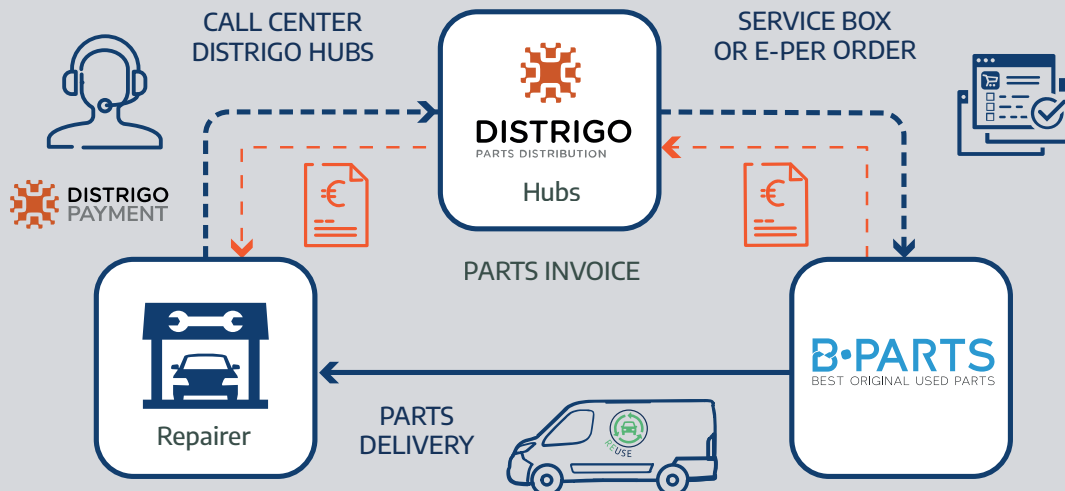 CALL CENTER
DISTRIGO HUBS
SERVICE BOX
OR E-PER ORDER
DISTRIGO
PARTS DISTRIBUTION
Hubs
DISTRIGO
PAYMENT
€
€
PARTS INVOICE
Repairer
B•PARTS
BEST ORIGINAL USED PARTS
PARTS
DELIVERY
REUSE